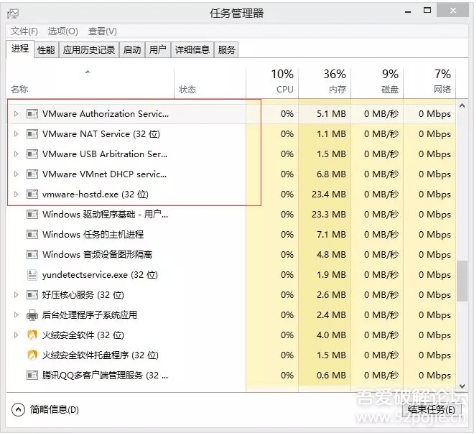 任务管理器
文件(F) 选项(O) 查看(V)
进程 性能 应用历史记录 启动 用户 详细信息 服务
10% 36% 9% 7%
名称 状态 CPU 内存 磁盘 网络
VMware Authorization Servic... 0% 5.1 MB 0 MB/秒 0 Mbps
VMware NAT Service (32 位) 0% 1.1 MB 0 MB/秒 0 Mbps
VMware USB Arbitration Ser... 0% 1.5 MB 0 MB/秒 0 Mbps
VMware VMnet DHCP servic... 0% 6.8 MB 0 MB/秒 0 Mbps
vmware-hostd.exe (32 位) 0% 23.4 MB 0 MB/秒 0 Mbps
Windows 驱动程序基础 - 用户... 0% 23.3 MB 0 MB/秒 0 Mbps
Windows 任务的主机进程 0% 7.1 MB 0 MB/秒 0 Mbps
Windows 音频设备图形隔离 0% 4.8 MB 0 MB/秒 0 Mbps
yundetectservice.exe (32 位) 0% 1.9 MB 0 MB/秒 0 Mbps
好压核心服务 (32 位) 0% 2.6 MB 0 MB/秒 0 Mbps
后台处理程序子系统应用 0% 2.4 MB 0 MB/秒 0 Mbps
火绒安全软件 (32 位) 0% 4.0 MB 0 MB/秒 0 Mbps
火绒安全软件托盘程序 (32 位) 0% 1.5 MB 0 MB/秒 0 Mbps
腾讯QQ多客户端管理服务 (32 ... 0% 0.6 MB 0 MB/秒 0 Mbps
简略信息(D) 结束任务(E)
吾爱破解论坛
www.52pojie.cn